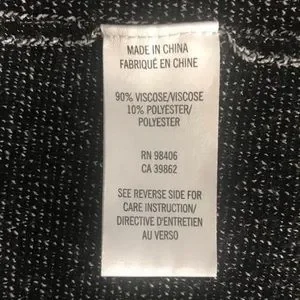 MADE IN CHINA
FABRIQUÉ EN CHINE
90% VISCOSE/VISCOSE
10% POLYESTER/
POLYESTER
RN 98406
CA 39862
SEE REVERSE SIDE FOR
CARE INSTRUCTION/
DIRECTIVE D'ENTRETIEN
AU VERSO